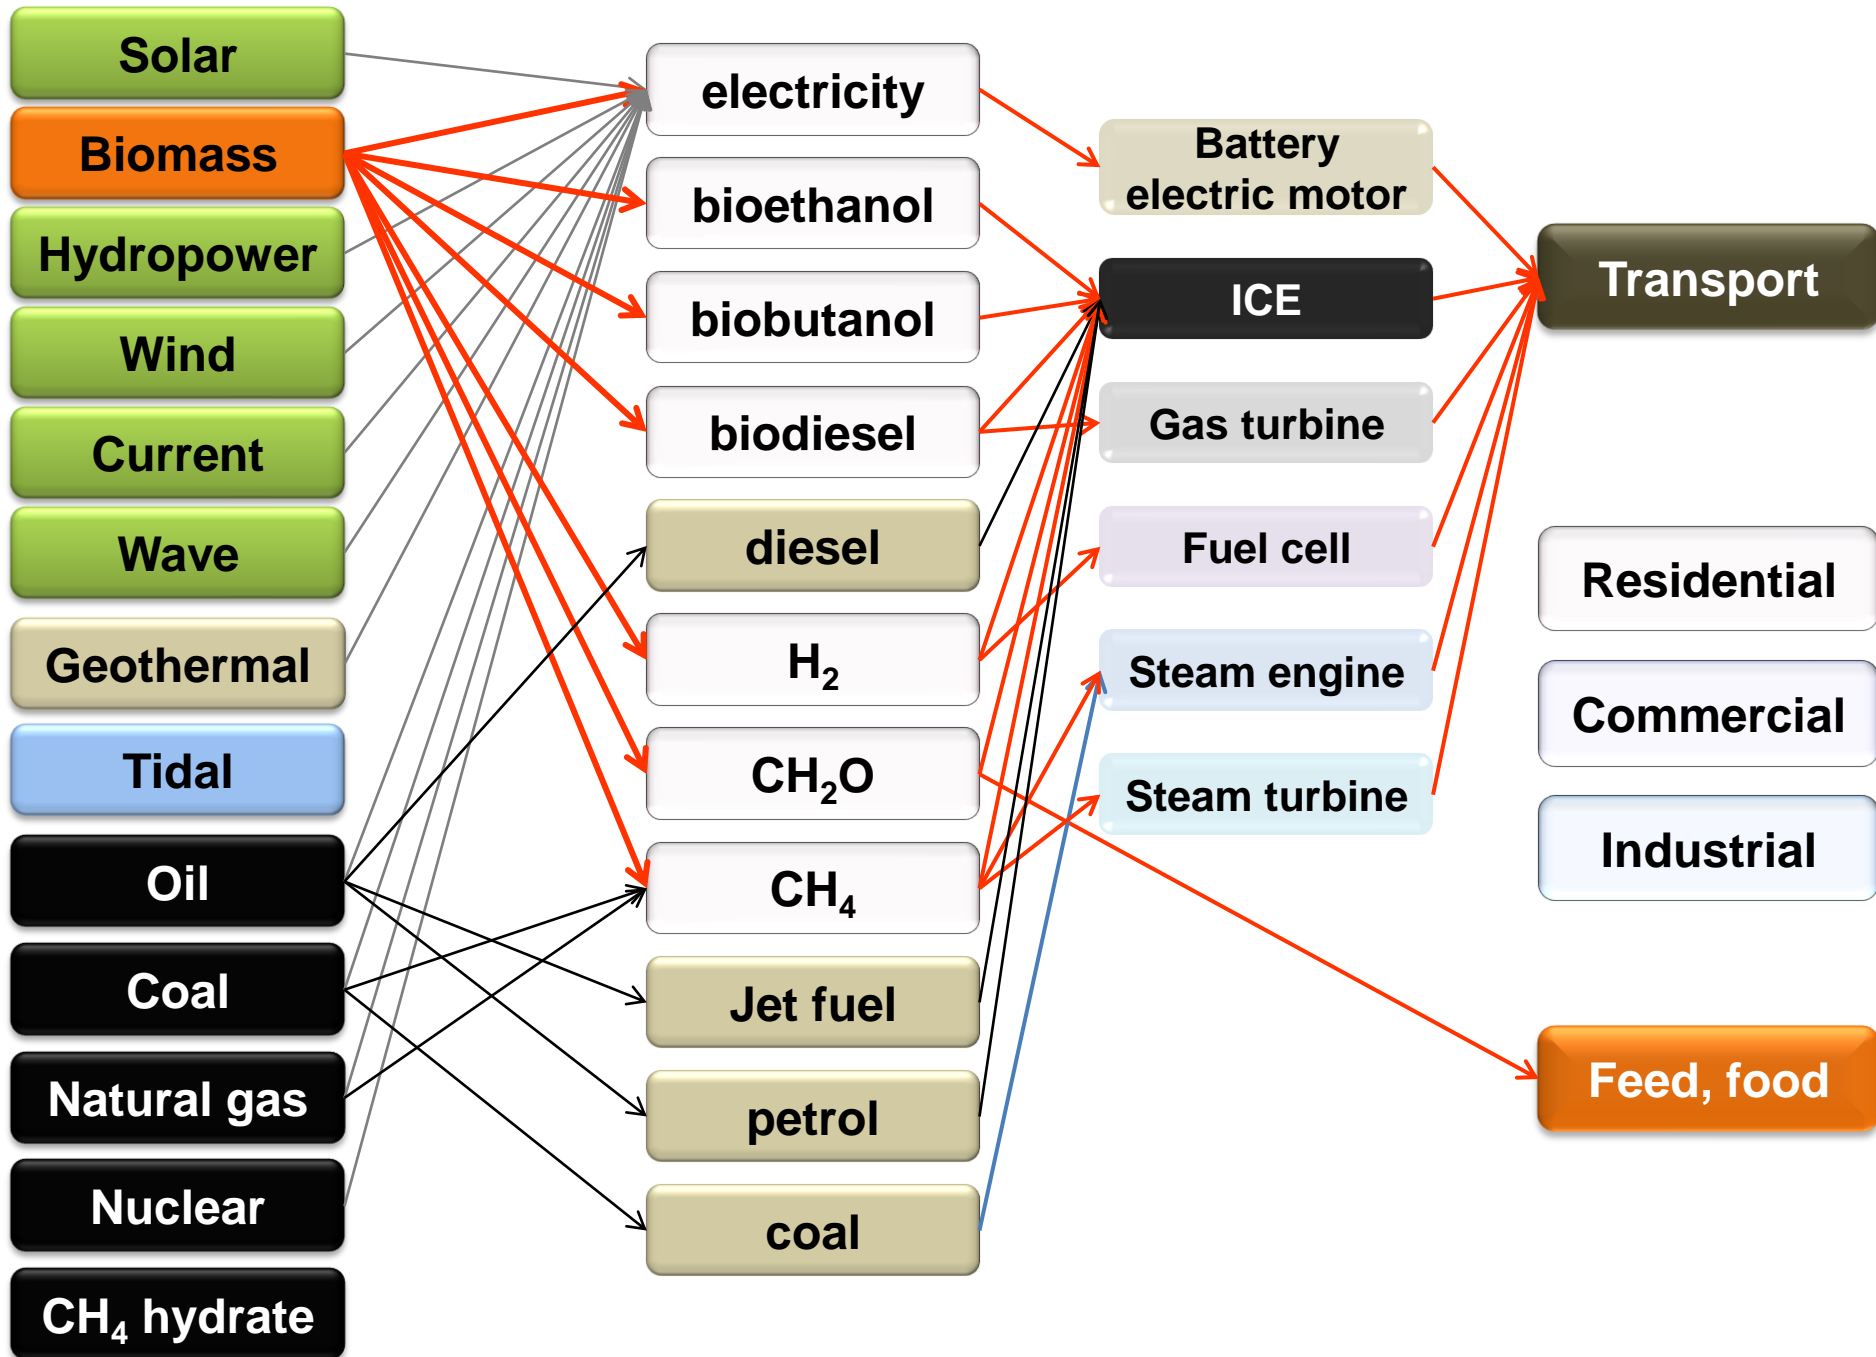 Solar
Biomass
Hydropower
Wind
Current
Wave
Geothermal
Tidal
Oil
Coal
Natural gas
Nuclear
CH₄ hydrate
electricity
bioethanol
biobutanol
biodiesel
diesel
H₂
CH₂O
CH₄
Jet fuel
petrol
coal
Battery
electric motor
ICE
Gas turbine
Fuel cell
Steam engine
Steam turbine
Transport
Residential
Commercial
Industrial
Feed, food